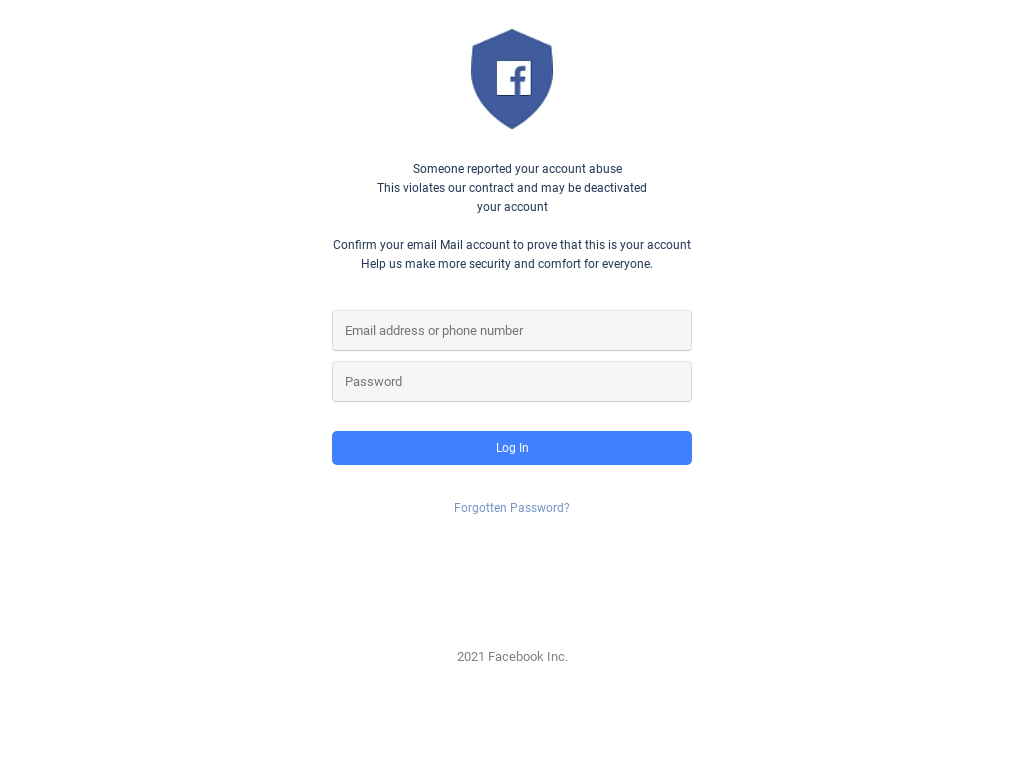 Someone reported your account abuse
This violates our contract and may be deactivated
your account
Confirm your email Mail account to prove that this is your account
Help us make more security and comfort for everyone.
Email address or phone number
Password
Log In
Forgotten Password?
2021 Facebook Inc.